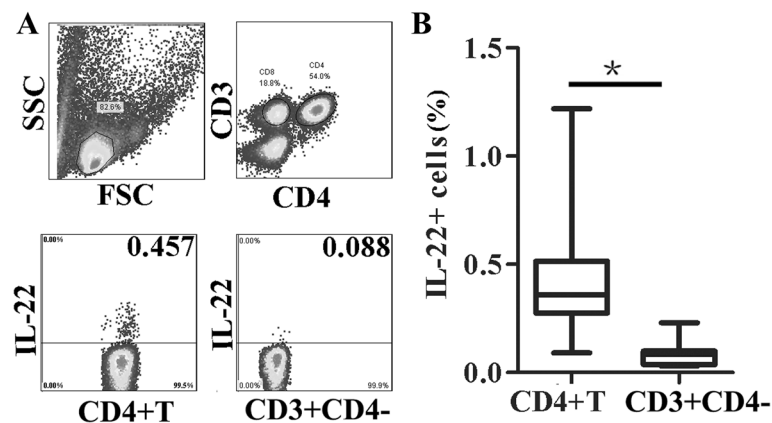 A
SSC
82.6%
FSC
CD3
CD8
18.8%
CD4
54.0%
CD4
IL-22
0.00%
0.457
0.00%
99.5%
CD4+T
IL-22
0.00%
0.088
0.00%
99.9%
CD3+CD4-
B
IL-22+ cells(%)
1.5
1.0
0.5
0.0
*
CD4+T
CD3+CD4-